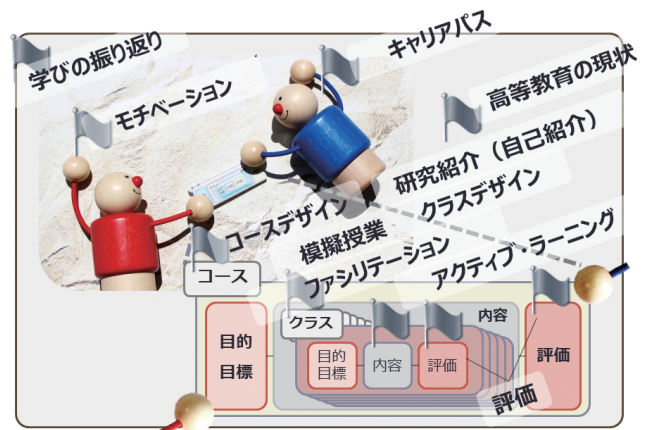 学びの振り返り
キャリアパス
モチベーション
高等教育の現状
研究紹介（自己紹介）
クラスデザイン
コースデザイン
模擬授業
ファシリテーション
アクティブ・ラーニング
コース
クラス
内容
目的
目標
目的
目標
内容
評価
評価
評価